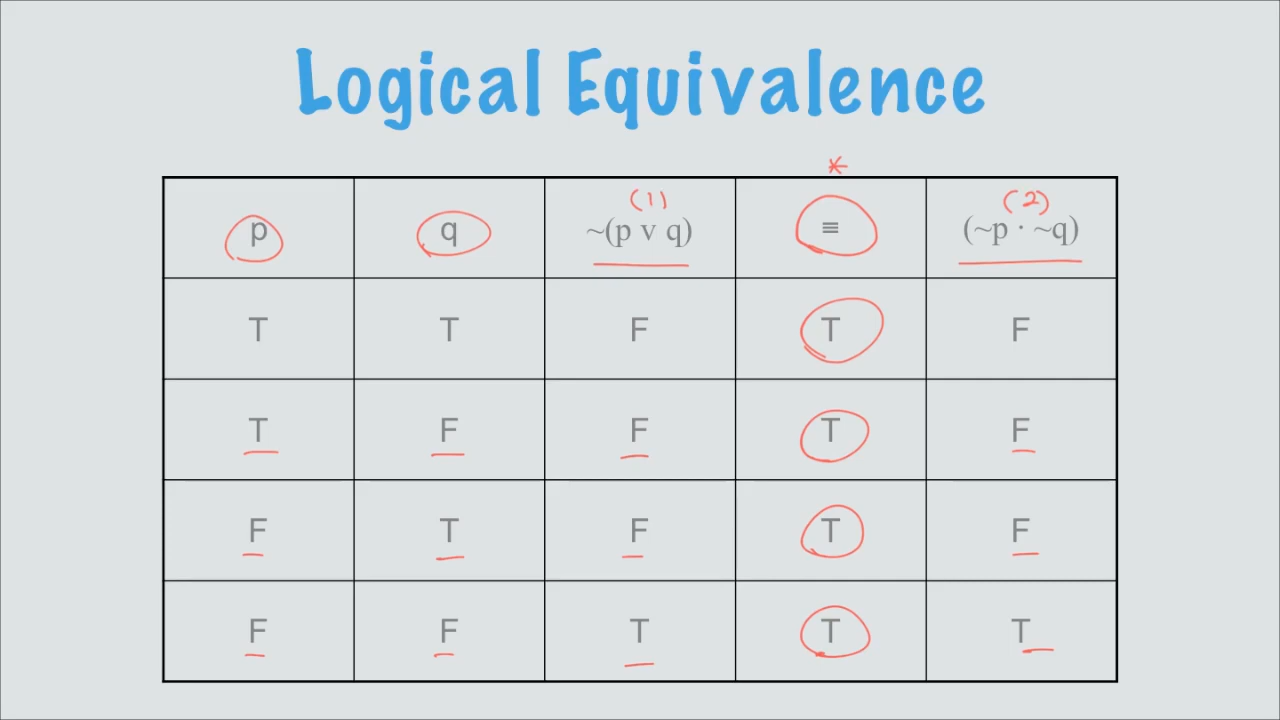 Logical Equivalence
*
(1) (2)
p q ~(p v q) ≡ (~p · ~q)
T T F T F
T F F T F
F T F T F
F F T T T